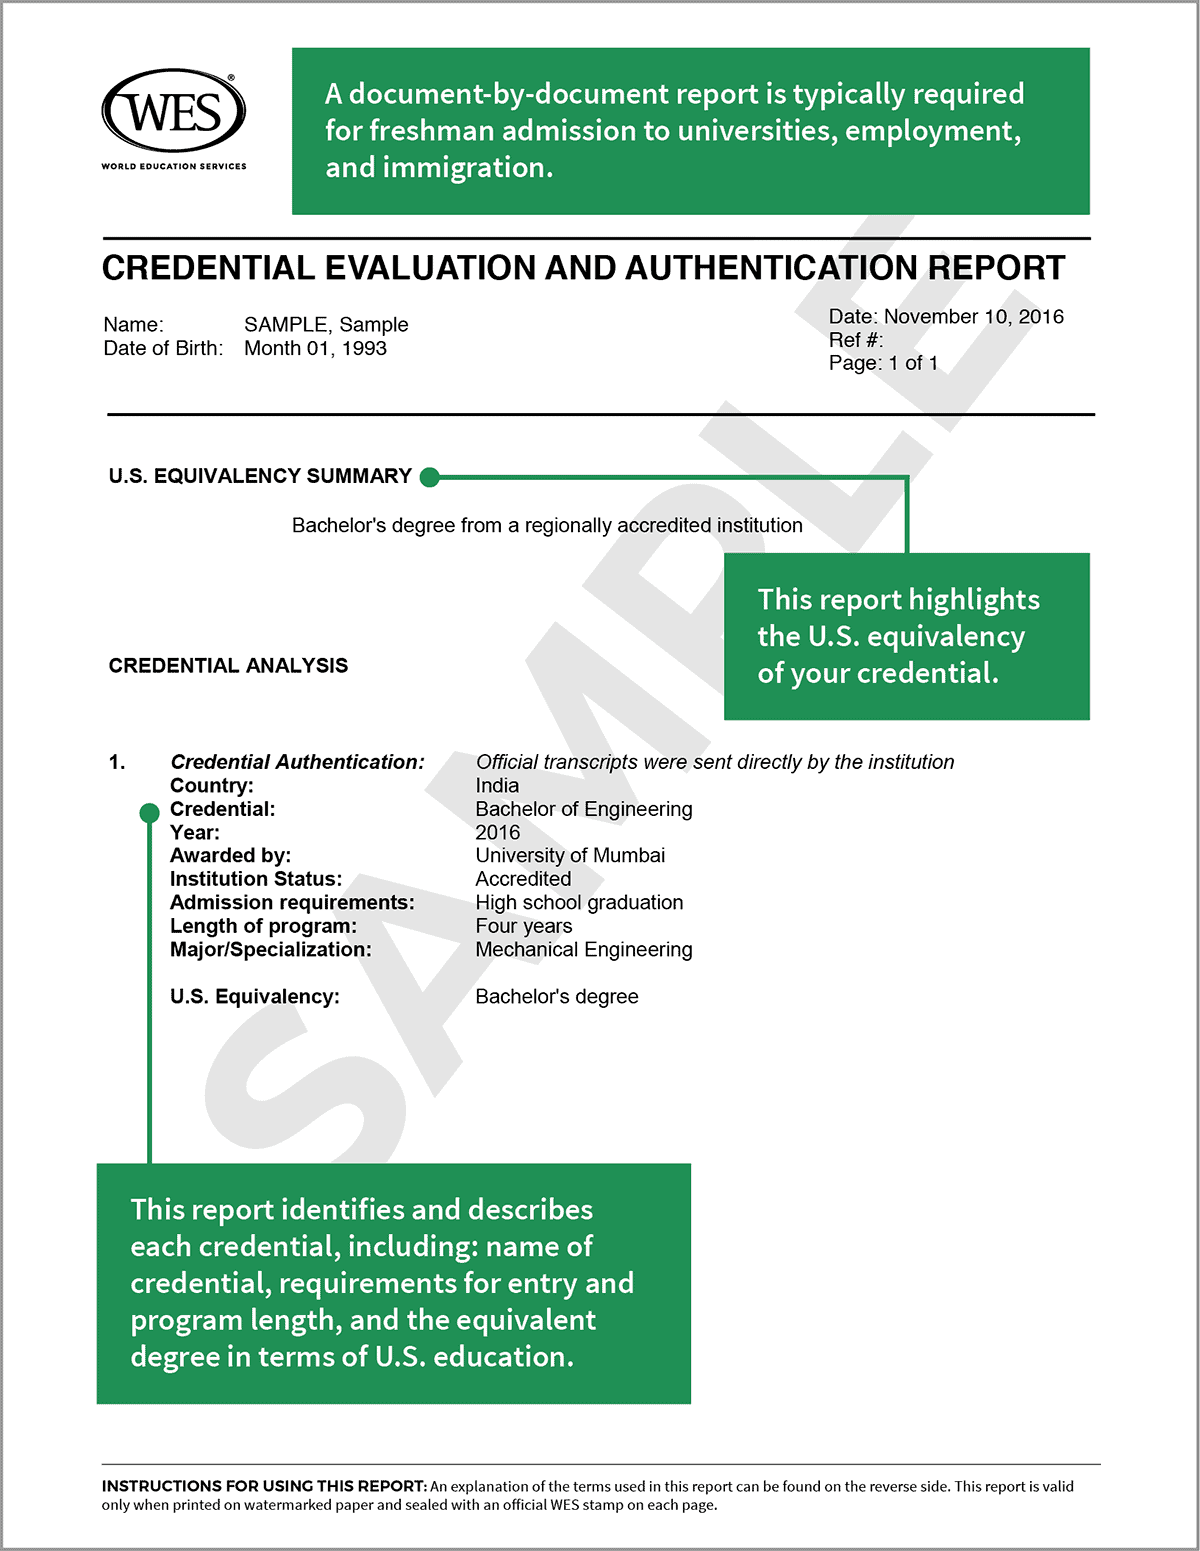 WES®
WORLD EDUCATION SERVICES
A document-by-document report is typically required
for freshman admission to universities, employment,
and immigration.
CREDENTIAL EVALUATION AND AUTHENTICATION REPORT
Name: SAMPLE, Sample
Date of Birth: Month 01, 1993
Date: November 10, 2016
Ref #:
Page: 1 of 1
U.S. EQUIVALENCY SUMMARY
Bachelor's degree from a regionally accredited institution
This report highlights
the U.S. equivalency
of your credential.
CREDENTIAL ANALYSIS
1. Credential Authentication: Official transcripts were sent directly by the institution
Country: India
Credential: Bachelor of Engineering
Year: 2016
Awarded by: University of Mumbai
Institution Status: Accredited
Admission requirements: High school graduation
Length of program: Four years
Major/Specialization: Mechanical Engineering
U.S. Equivalency: Bachelor's degree
SAMPLE
This report identifies and describes
each credential, including: name of
credential, requirements for entry and
program length, and the equivalent
degree in terms of U.S. education.
INSTRUCTIONS FOR USING THIS REPORT: An explanation of the terms used in this report can be found on the reverse side. This report is valid
only when printed on watermarked paper and sealed with an official WES stamp on each page.